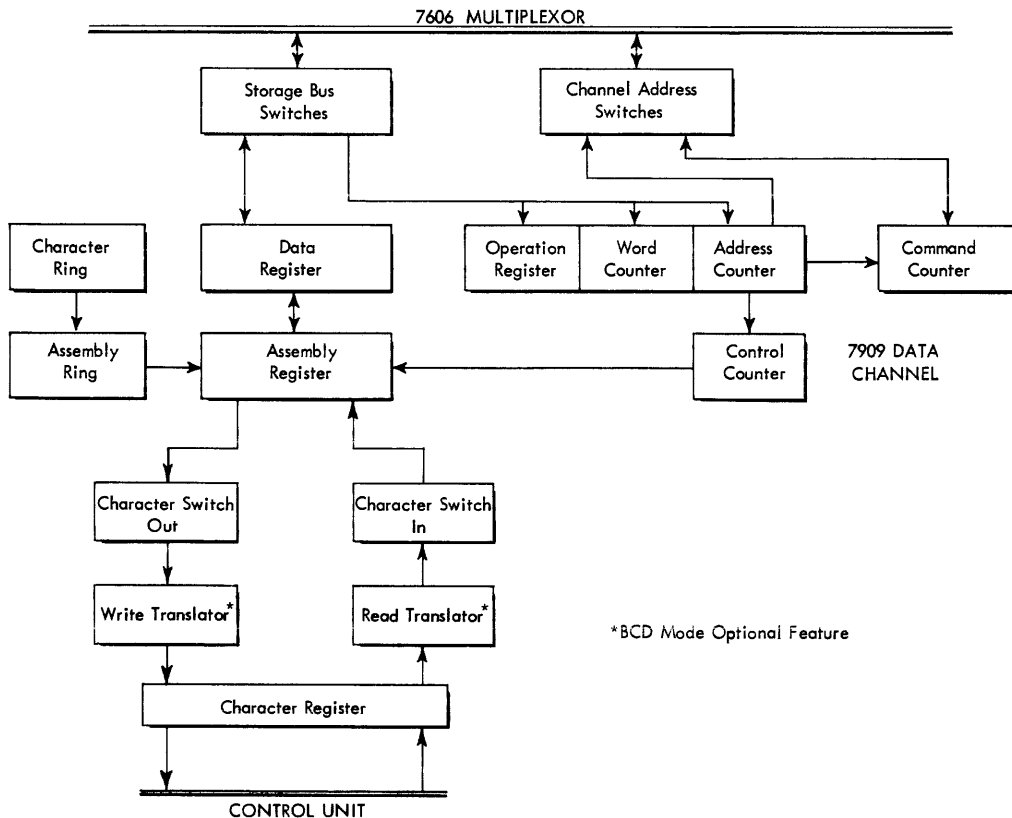 7606 MULTIPLEXOR
Storage Bus
Switches
Channel Address
Switches
Character
Ring
Data
Register
Operation
Register
Word
Counter
Address
Counter
Command
Counter
Assembly
Ring
Assembly
Register
Control
Counter
7909 DATA
CHANNEL
Character Switch
Out
Character Switch
In
Write Translator*
Read Translator*
*BCD Mode Optional Feature
Character Register
CONTROL UNIT